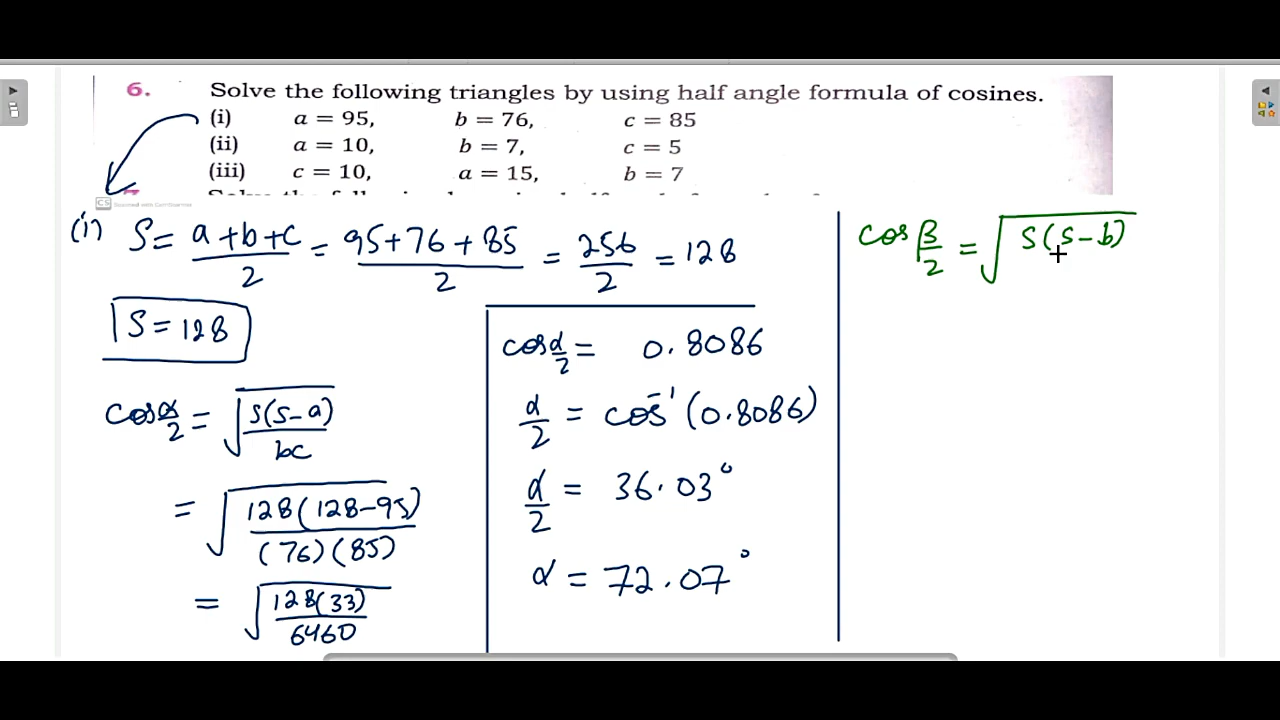 6. Solve the following triangles by using half angle formula of cosines.
(i) a = 95, b = 76, c = 85
(ii) a = 10, b = 7, c = 5
(iii) c = 10, a = 15, b = 7
CS
(i) S = a+b+c/2 = 95+76+85/2 = 256/2 = 128
S = 128
cos α/2 = √(s(s-a)/bc)
= √(128(128-95)/(76)(85))
= √(128(33)/6460)
cos α/2 = 0.8086
α/2 = cos⁻¹(0.8086)
α/2 = 36.03°
α = 72.07°
cos β/2 = √S(S-b)